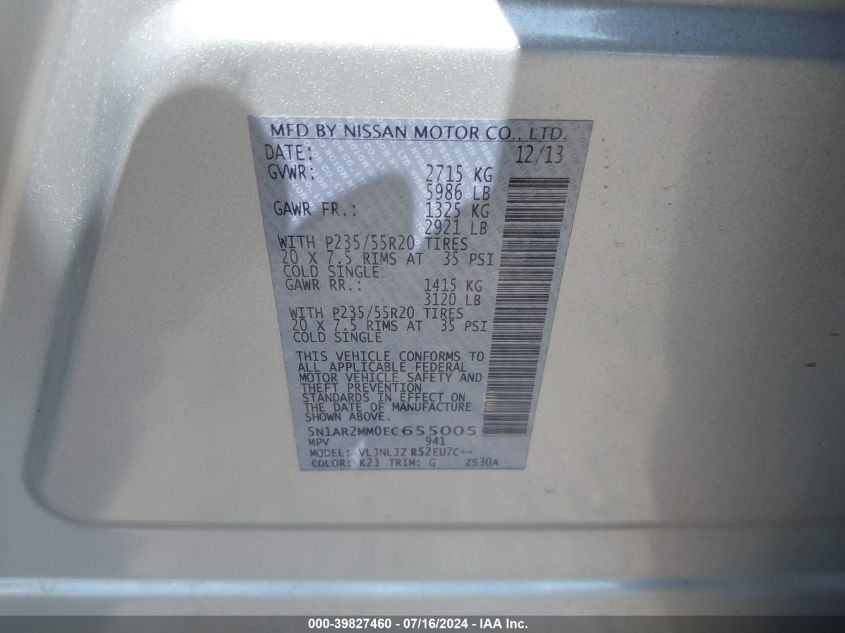 MFD BY NISSAN MOTOR CO., LTD.
DATE: 12/13
GVWR: 2715 KG
5986 LB
GAWR FR.: 1325 KG
2921 LB
WITH P235/55R20 TIRES
20 X 7.5 RIMS AT 35 PSI
COLD SINGLE
GAWR RR.: 1415 KG
3120 LB
WITH P235/55R20 TIRES
20 X 7.5 RIMS AT 35 PSI
COLD SINGLE
THIS VEHICLE CONFORMS TO
ALL APPLICABLE FEDERAL
MOTOR VEHICLE SAFETY AND
THEFT PREVENTION
STANDARDS IN EFFECT ON
THE DATE OF MANUFACTURE
SHOWN ABOVE.
5N1AR2MM0EC655005
MPV 941
MODEL: VLJNLJZ R52EU7C--
COLOR: K23 TRIM: G ZS30A
000-39827460 - 07/16/2024 - IAA Inc.